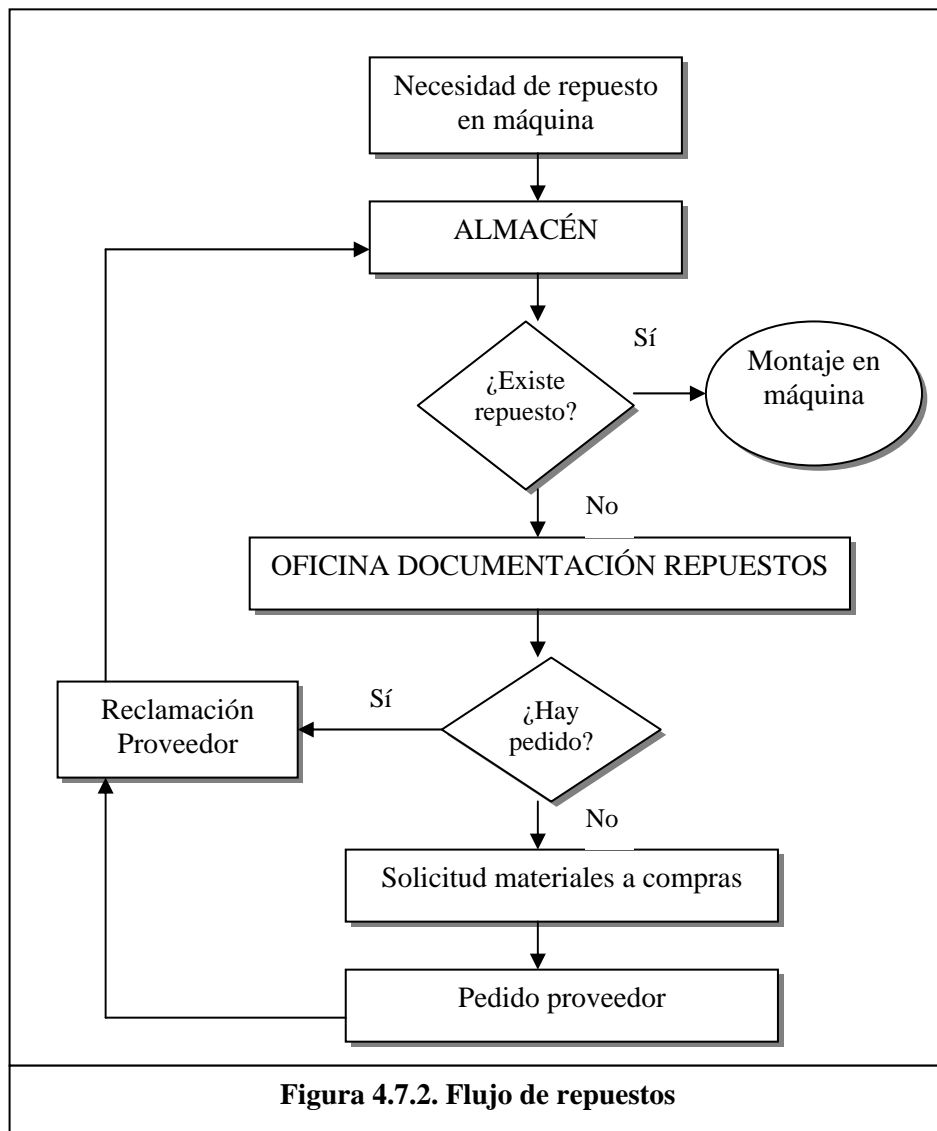 Necesidad de repuesto
en máquina
ALMACÉN
Sí
¿Existe
repuesto?
Montaje en
máquina
No
OFICINA DOCUMENTACIÓN REPUESTOS
Sí
¿Hay
pedido?
Reclamación
Proveedor
No
Solicitud materiales a compras
Pedido proveedor
Figura 4.7.2. Flujo de repuestos